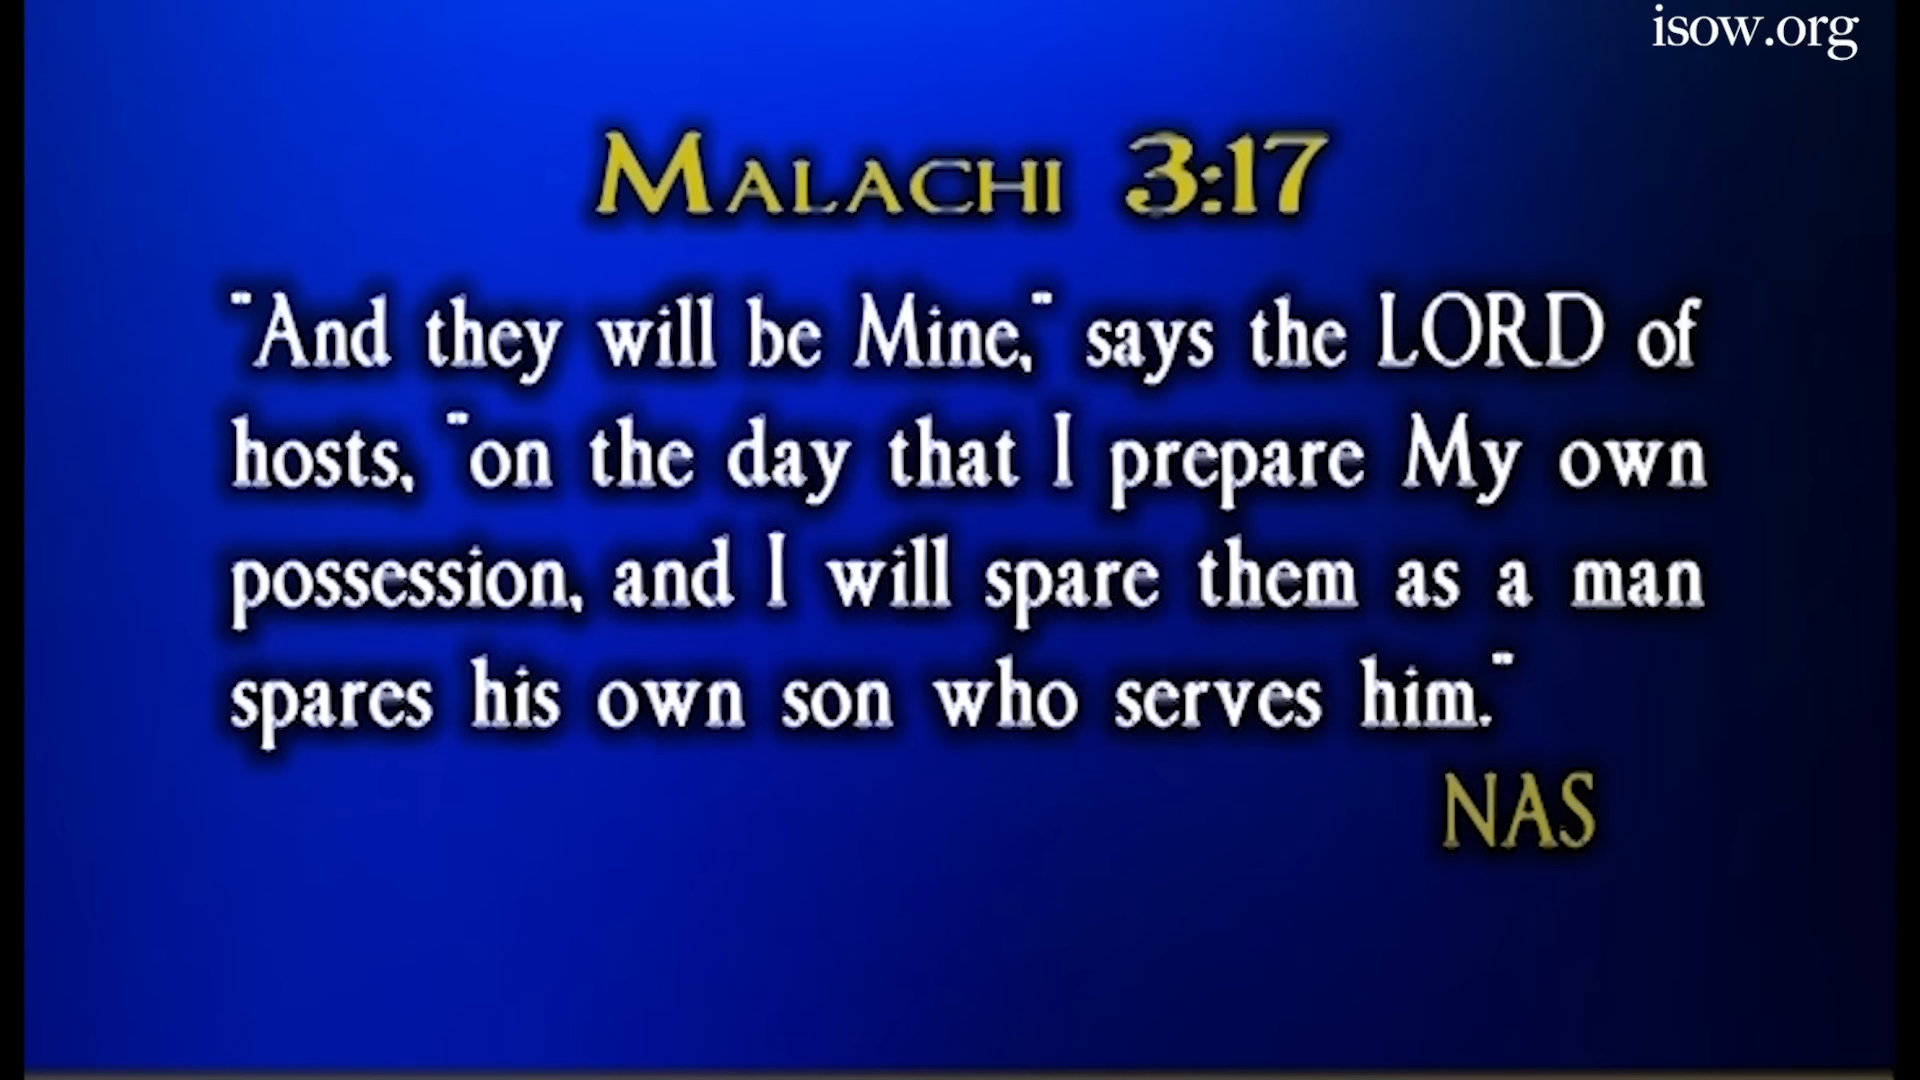 isow.org
MALACHI 3:17
"And they will be Mine," says the LORD of
hosts, "on the day that I prepare My own
possession, and I will spare them as a man
spares his own son who serves him."
NAS